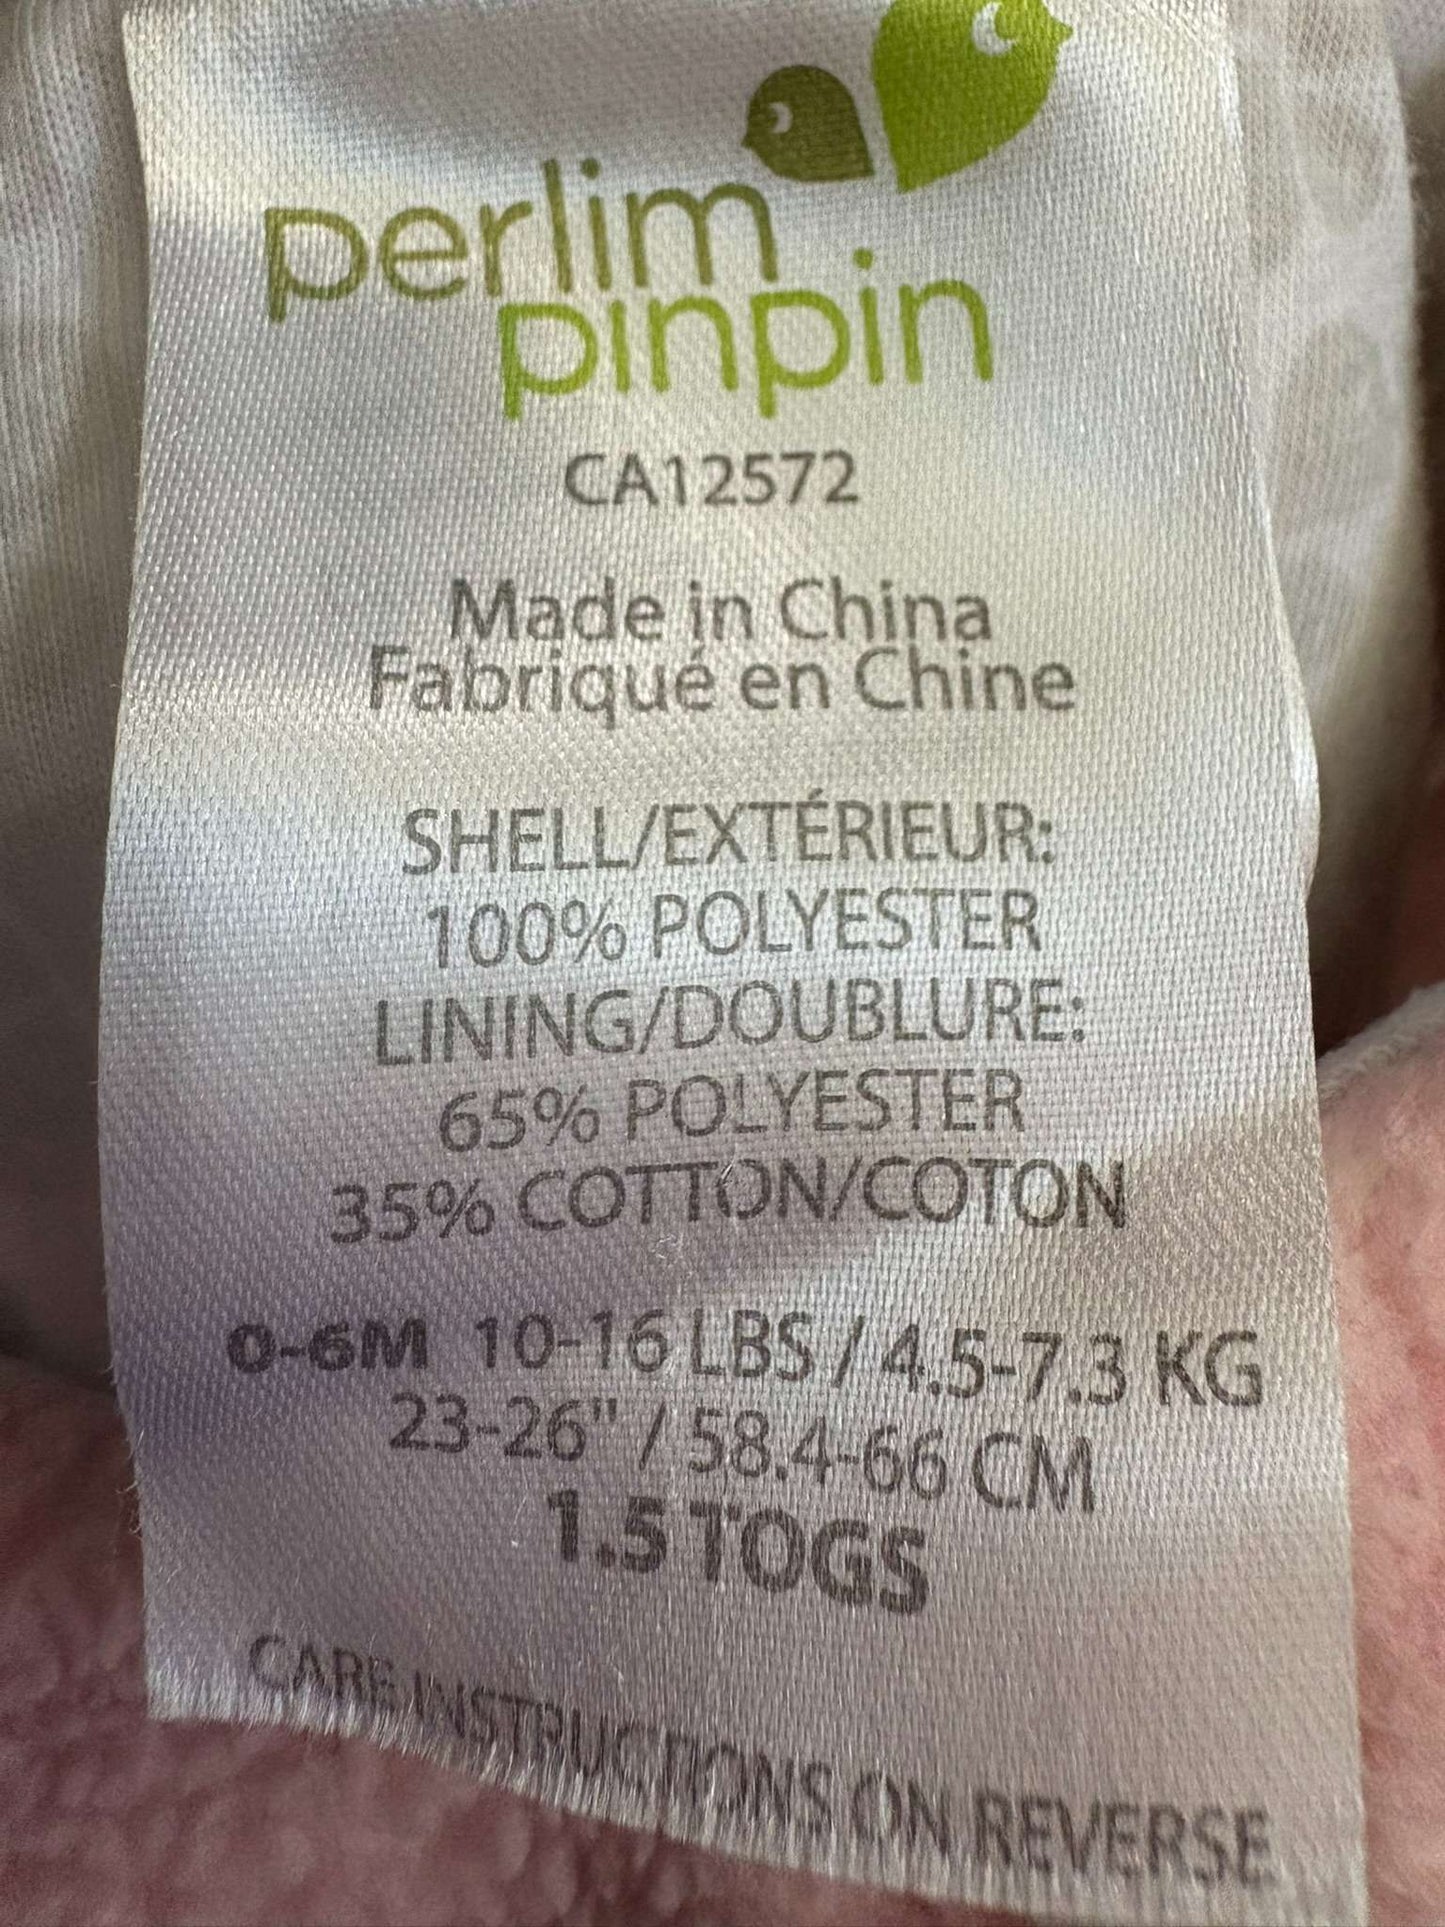 perlim
pinpin
CA12572
Made in China
Fabriqué en Chine
SHELL/EXTÉRIEUR:
100% POLYESTER
LINING/DOUBLURE:
65% POLYESTER
35% COTTON/COTON
0-6M 10-16 LBS / 4.5-7.3 KG
23-26" / 58.4-66 CM
1.5 TOGS
CARE INSTRUCTIONS ON REVERSE